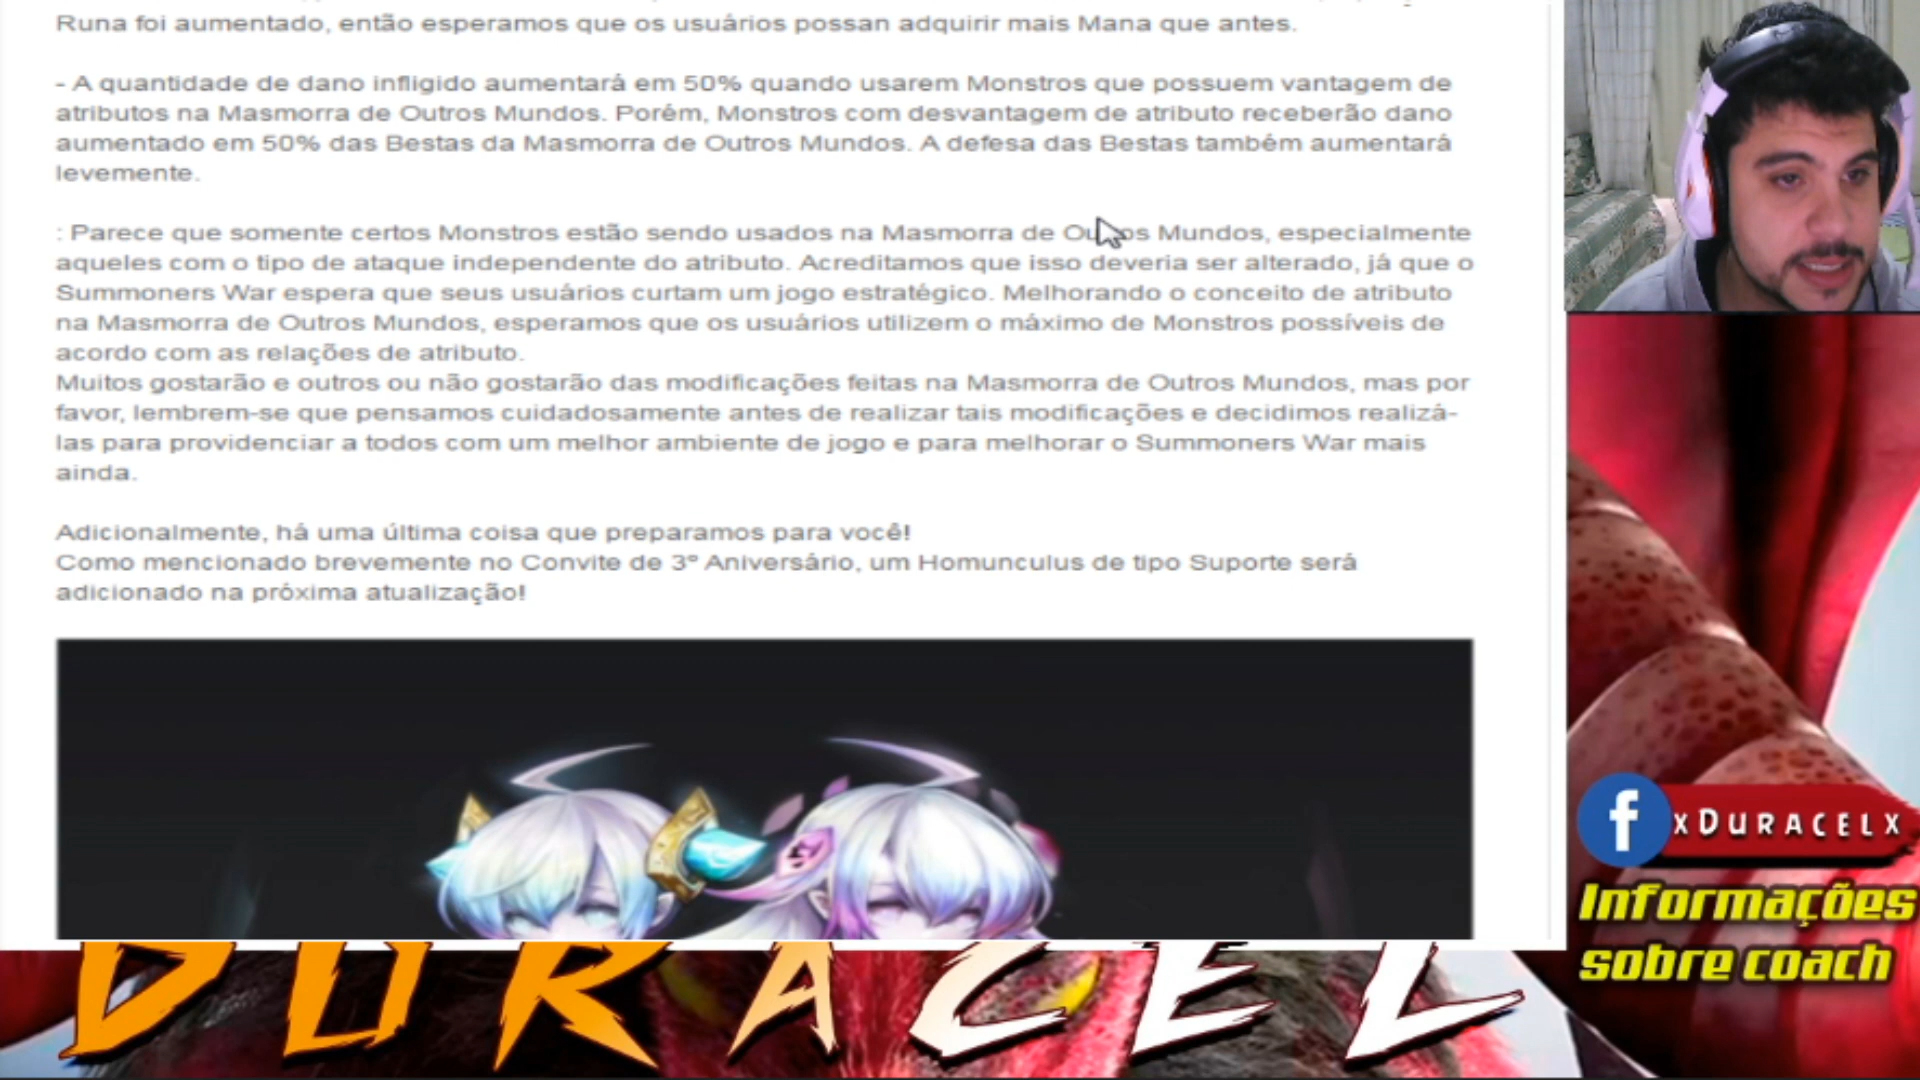 Runa foi aumentado, então esperamos que os usuários possan adquirir mais Mana que antes.
- A quantidade de dano infligido aumentará em 50% quando usarem Monstros que possuem vantagem de
atributos na Masmorra de Outros Mundos. Porém, Monstros com desvantagem de atributo receberão dano
aumentado em 50% das Bestas da Masmorra de Outros Mundos. A defesa das Bestas também aumentará
levemente.
: Parece que somente certos Monstros estão sendo usados na Masmorra de Outros Mundos, especialmente
aqueles com o tipo de ataque independente do atributo. Acreditamos que isso deveria ser alterado, já que o
Summoners War espera que seus usuários curtam um jogo estratégico. Melhorando o conceito de atributo
na Masmorra de Outros Mundos, esperamos que os usuários utilizem o máximo de Monstros possíveis de
acordo com as relações de atributo.
Muitos gostarão e outros ou não gostarão das modificações feitas na Masmorra de Outros Mundos, mas por
favor, lembrem-se que pensamos cuidadosamente antes de realizar tais modificações e decidimos realizá-
las para providenciar a todos com um melhor ambiente de jogo e para melhorar o Summoners War mais
ainda.
Adicionalmente, há uma última coisa que preparamos para você!
Como mencionado brevemente no Convite de 3º Aniversário, um Homunculus de tipo Suporte será
adicionado na próxima atualização!
f xDURACELx
Informações
sobre coach
DURACEL